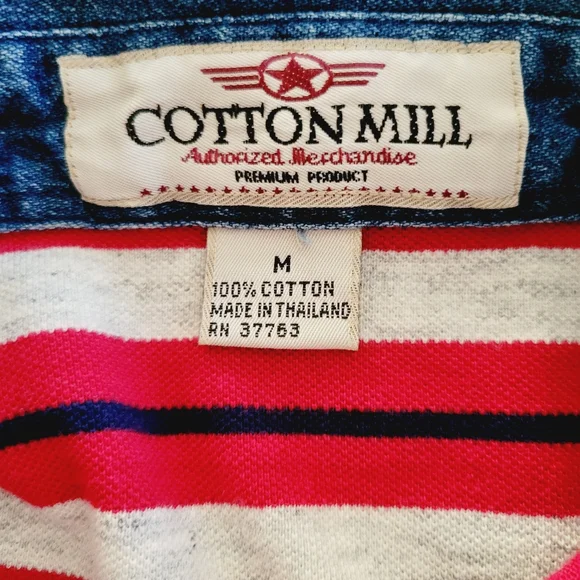 COTTON MILL
Authorized Merchandise
PREMIUM PRODUCT
M
100% COTTON
MADE IN THAILAND
RN 37763